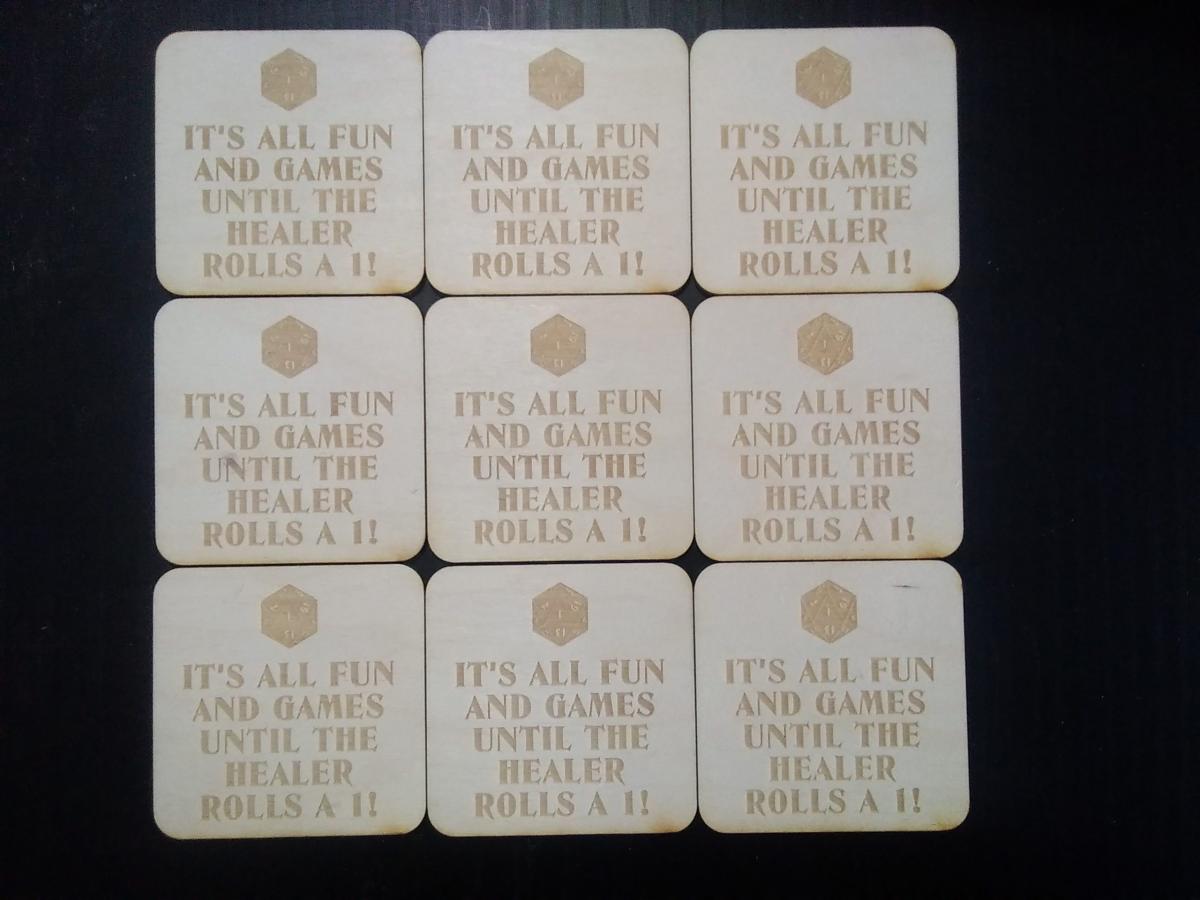 IT'S ALL FUN
AND GAMES
UNTIL THE
HEALER
ROLLS A 1!
IT'S ALL FUN
AND GAMES
UNTIL THE
HEALER
ROLLS A 1!
IT'S ALL FUN
AND GAMES
UNTIL THE
HEALER
ROLLS A 1!
IT'S ALL FUN
AND GAMES
UNTIL THE
HEALER
ROLLS A 1!
IT'S ALL FUN
AND GAMES
UNTIL THE
HEALER
ROLLS A 1!
IT'S ALL FUN
AND GAMES
UNTIL THE
HEALER
ROLLS A 1!
IT'S ALL FUN
AND GAMES
UNTIL THE
HEALER
ROLLS A 1!
IT'S ALL FUN
AND GAMES
UNTIL THE
HEALER
ROLLS A 1!
IT'S ALL FUN
AND GAMES
UNTIL THE
HEALER
ROLLS A 1!